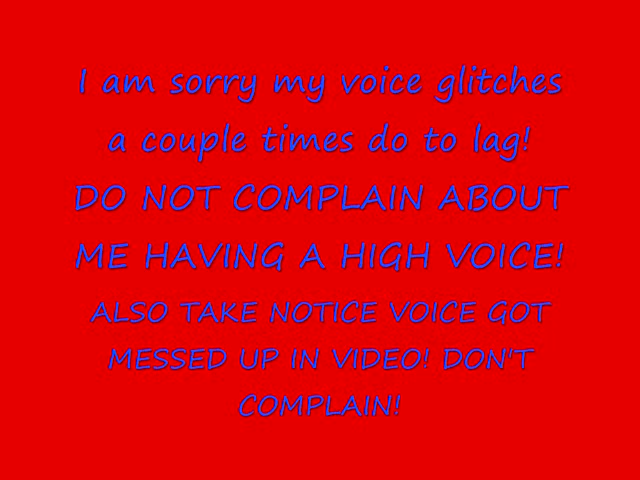 I am sorry my voice glitches
a couple times do to lag!
DO NOT COMPLAIN ABOUT
ME HAVING A HIGH VOICE!
ALSO TAKE NOTICE VOICE GOT
MESSED UP IN VIDEO! DON'T
COMPLAIN!